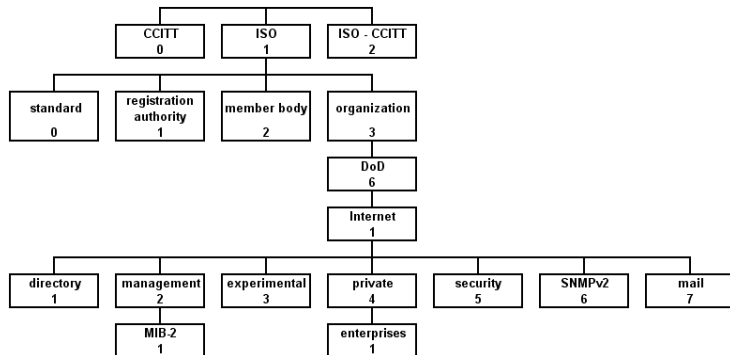 CCITT
0
ISO
1
ISO - CCITT
2
standard
0
registration
authority
1
member body
2
organization
3
DoD
6
Internet
1
directory
1
management
2
experimental
3
private
4
security
5
SNMPv2
6
mail
7
MIB-2
1
enterprises
1